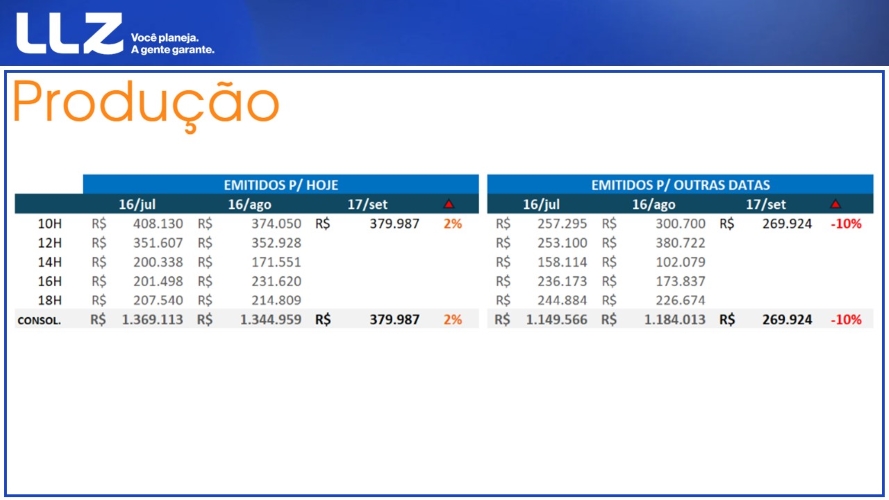 LLZ
Você planeja.
A gente garante.
Produção
EMITIDOS P/ HOJE EMITIDOS P/ OUTRAS DATAS
16/jul 16/ago 17/set 16/jul 16/ago 17/set
10H R$ 408.130 R$ 374.050 R$ 379.987 2% R$ 257.295 R$ 300.700 R$ 269.924 -10%
12H R$ 351.607 R$ 352.928 R$ 253.100 R$ 380.722
14H R$ 200.338 R$ 171.551 R$ 158.114 R$ 102.079
16H R$ 201.498 R$ 231.620 R$ 236.173 R$ 173.837
18H R$ 207.540 R$ 214.809 R$ 244.884 R$ 226.674
CONSOL. R$ 1.369.113 R$ 1.344.959 R$ 379.987 2% R$ 1.149.566 R$ 1.184.013 R$ 269.924 -10%